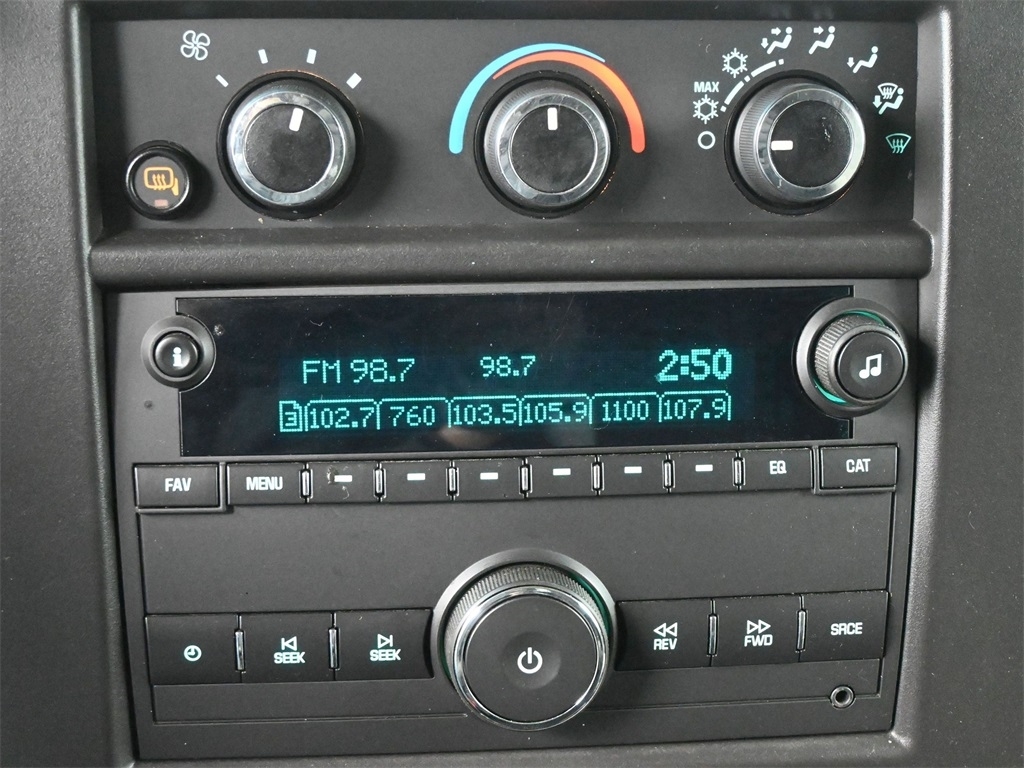 MAX
FM 98.7 98.7 2:50
3 102.7 760 103.5 105.9 1100 107.9
i
FAV MENU EQ CAT
SEEK SEEK REV FWD SRCE